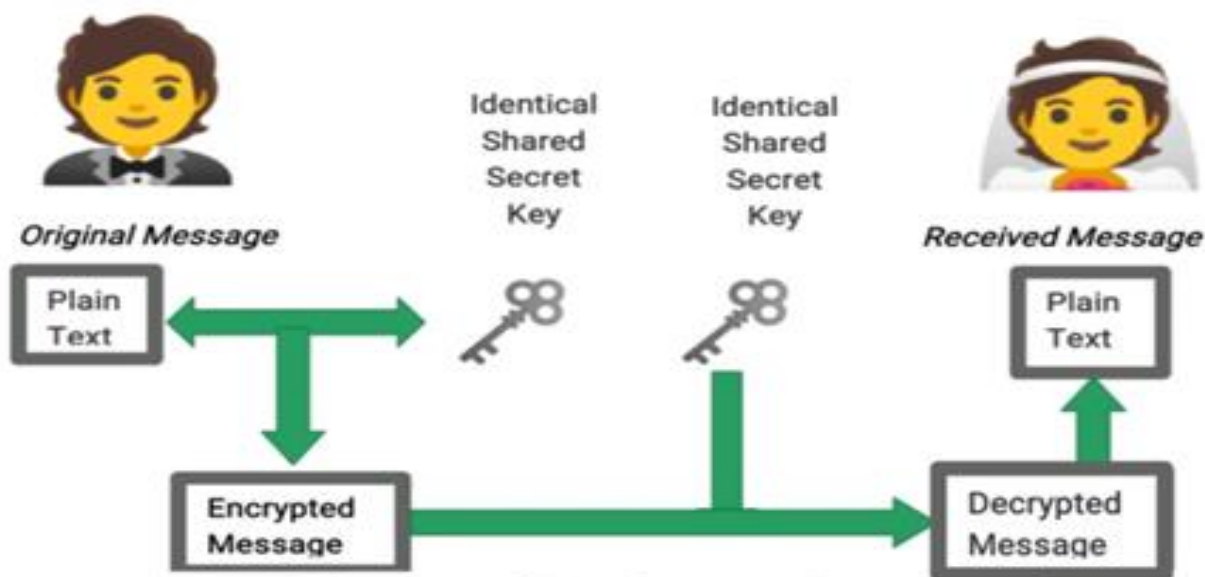 Identical
Shared
Secret
Key
Identical
Shared
Secret
Key
Original Message
Received Message
Plain
Text
Plain
Text
Encrypted
Message
Decrypted
Message